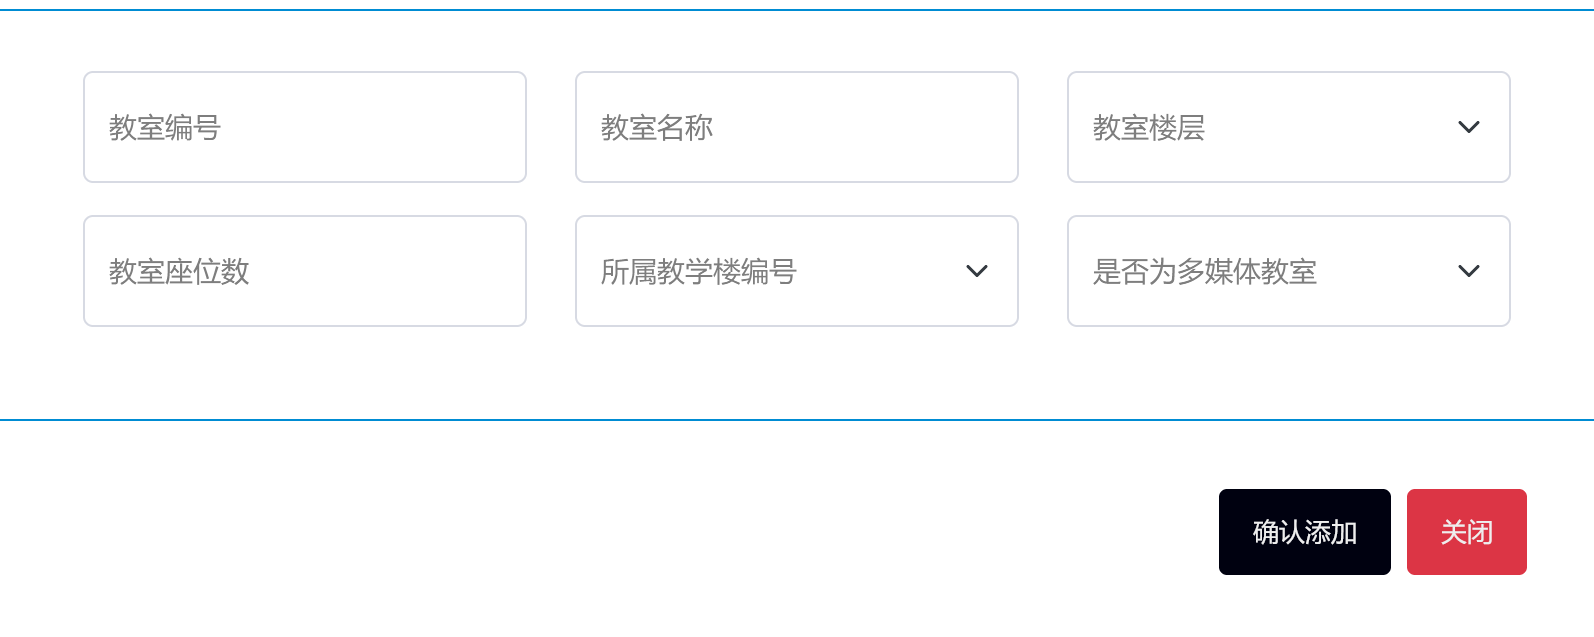 教室编号
教室名称
教室楼层
教室座位数
所属教学楼编号
是否为多媒体教室
确认添加
关闭